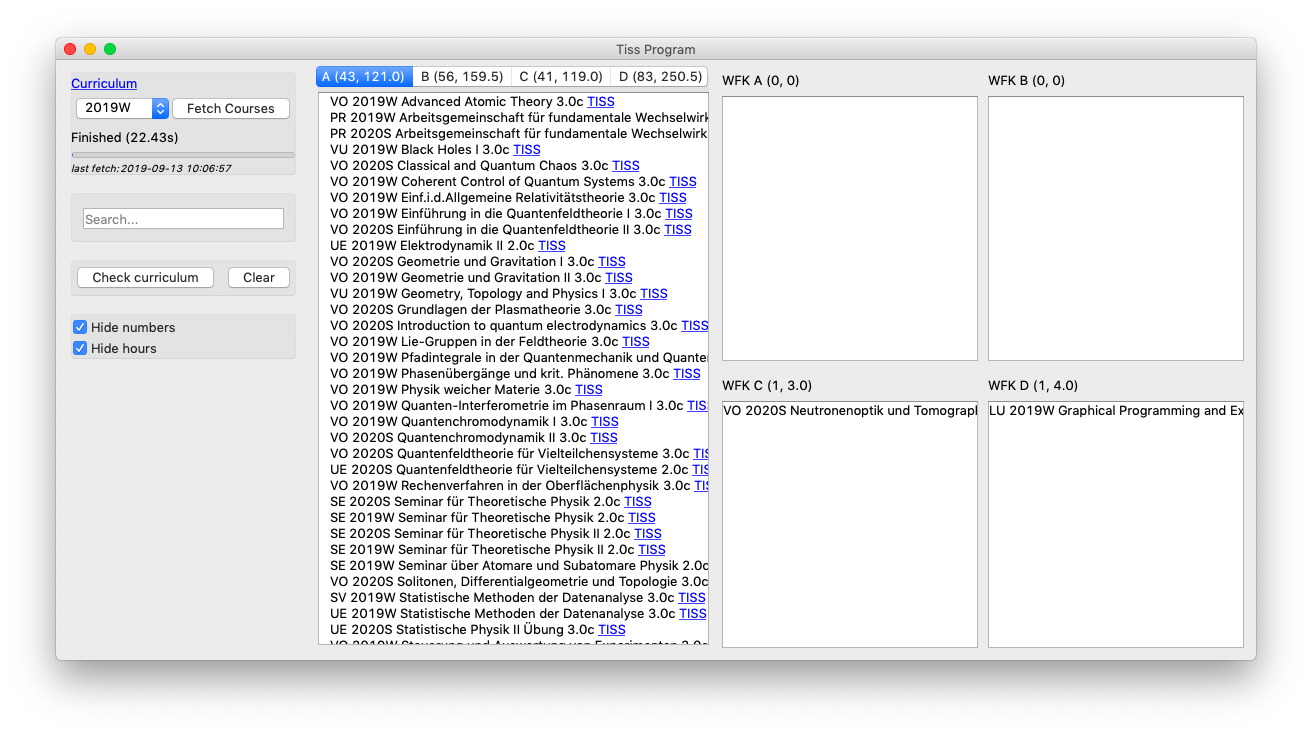 Tiss Program
Curriculum
2019W Fetch Courses
Finished (22.43s)
last fetch:2019-09-13 10:06:57
Search...
Check curriculum Clear
Hide numbers
Hide hours
A (43, 121.0) B (56, 159.5) C (41, 119.0) D (83, 250.5)
VO 2019W Advanced Atomic Theory 3.0c TISS
PR 2019W Arbeitsgemeinschaft für fundamentale Wechselwirk
PR 2020S Arbeitsgemeinschaft für fundamentale Wechselwirk
VU 2019W Black Holes I 3.0c TISS
VO 2020S Classical and Quantum Chaos 3.0c TISS
VO 2019W Coherent Control of Quantum Systems 3.0c TISS
VO 2019W Einf.i.d.Allgemeine Relativitätstheorie 3.0c TISS
VO 2019W Einführung in die Quantenfeldtheorie I 3.0c TISS
VO 2020S Einführung in die Quantenfeldtheorie II 3.0c TISS
UE 2019W Elektrodynamik II 2.0c TISS
VO 2020S Geometrie und Gravitation I 3.0c TISS
VO 2019W Geometrie und Gravitation II 3.0c TISS
VU 2019W Geometry, Topology and Physics I 3.0c TISS
VO 2020S Grundlagen der Plasmatheorie 3.0c TISS
VO 2020S Introduction to quantum electrodynamics 3.0c TISS
VO 2019W Lie-Gruppen in der Feldtheorie 3.0c TISS
VO 2019W Pfadintegrale in der Quantenmechanik und Quanten
VO 2019W Phasenübergänge und krit. Phänomene 3.0c TISS
VO 2019W Physik weicher Materie 3.0c TISS
VO 2019W Quanten-Interferometrie im Phasenraum I 3.0c TISS
VO 2019W Quantenchromodynamik I 3.0c TISS
VO 2020S Quantenchromodynamik II 3.0c TISS
VO 2020S Quantenfeldtheorie für Vielteilchensysteme 3.0c TIS
UE 2020S Quantenfeldtheorie für Vielteilchensysteme 2.0c TIS
VO 2019W Rechenverfahren in der Oberflächenphysik 3.0c TIS
SE 2020S Seminar für Theoretische Physik 2.0c TISS
SE 2019W Seminar für Theoretische Physik 2.0c TISS
SE 2020S Seminar für Theoretische Physik II 2.0c TISS
SE 2019W Seminar für Theoretische Physik II 2.0c TISS
SE 2019W Seminar über Atomare und Subatomare Physik 2.0c
VO 2020S Solitonen, Differentialgeometrie und Topologie 3.0c
SV 2019W Statistische Methoden der Datenanalyse 3.0c TISS
UE 2019W Statistische Methoden der Datenanalyse 3.0c TISS
UE 2020S Statistische Physik II Übung 3.0c TISS
VO 2019W Steuerung und Auswertung von Experimenten 3.0c
WFK A (0, 0)
WFK B (0, 0)
WFK C (1, 3.0)
VO 2020S Neutronenoptik und Tomograph
WFK D (1, 4.0)
LU 2019W Graphical Programming and Ex